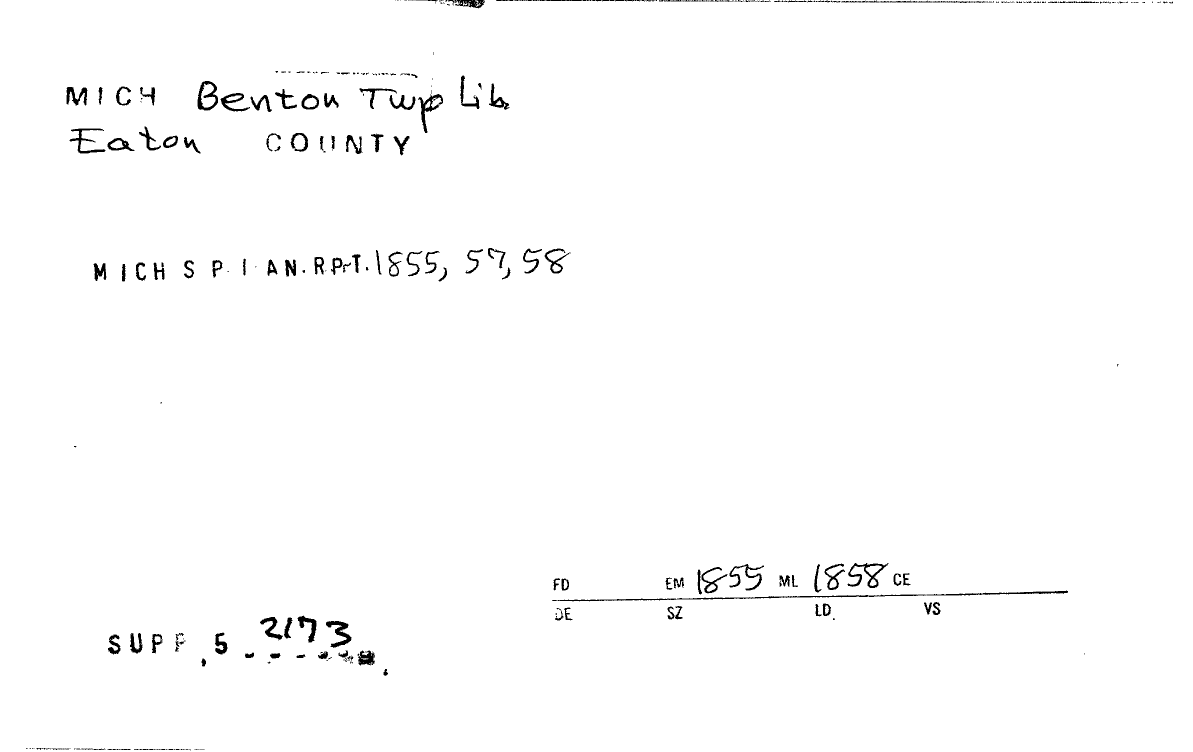 MICH Benton Twp Lib.
Eaton COUNTY
MICH S P I AN. RPT. 1855, 57, 58
FD EM 1855 ML 1858 CE
DE SZ LD. VS
SUPP, 5 2173